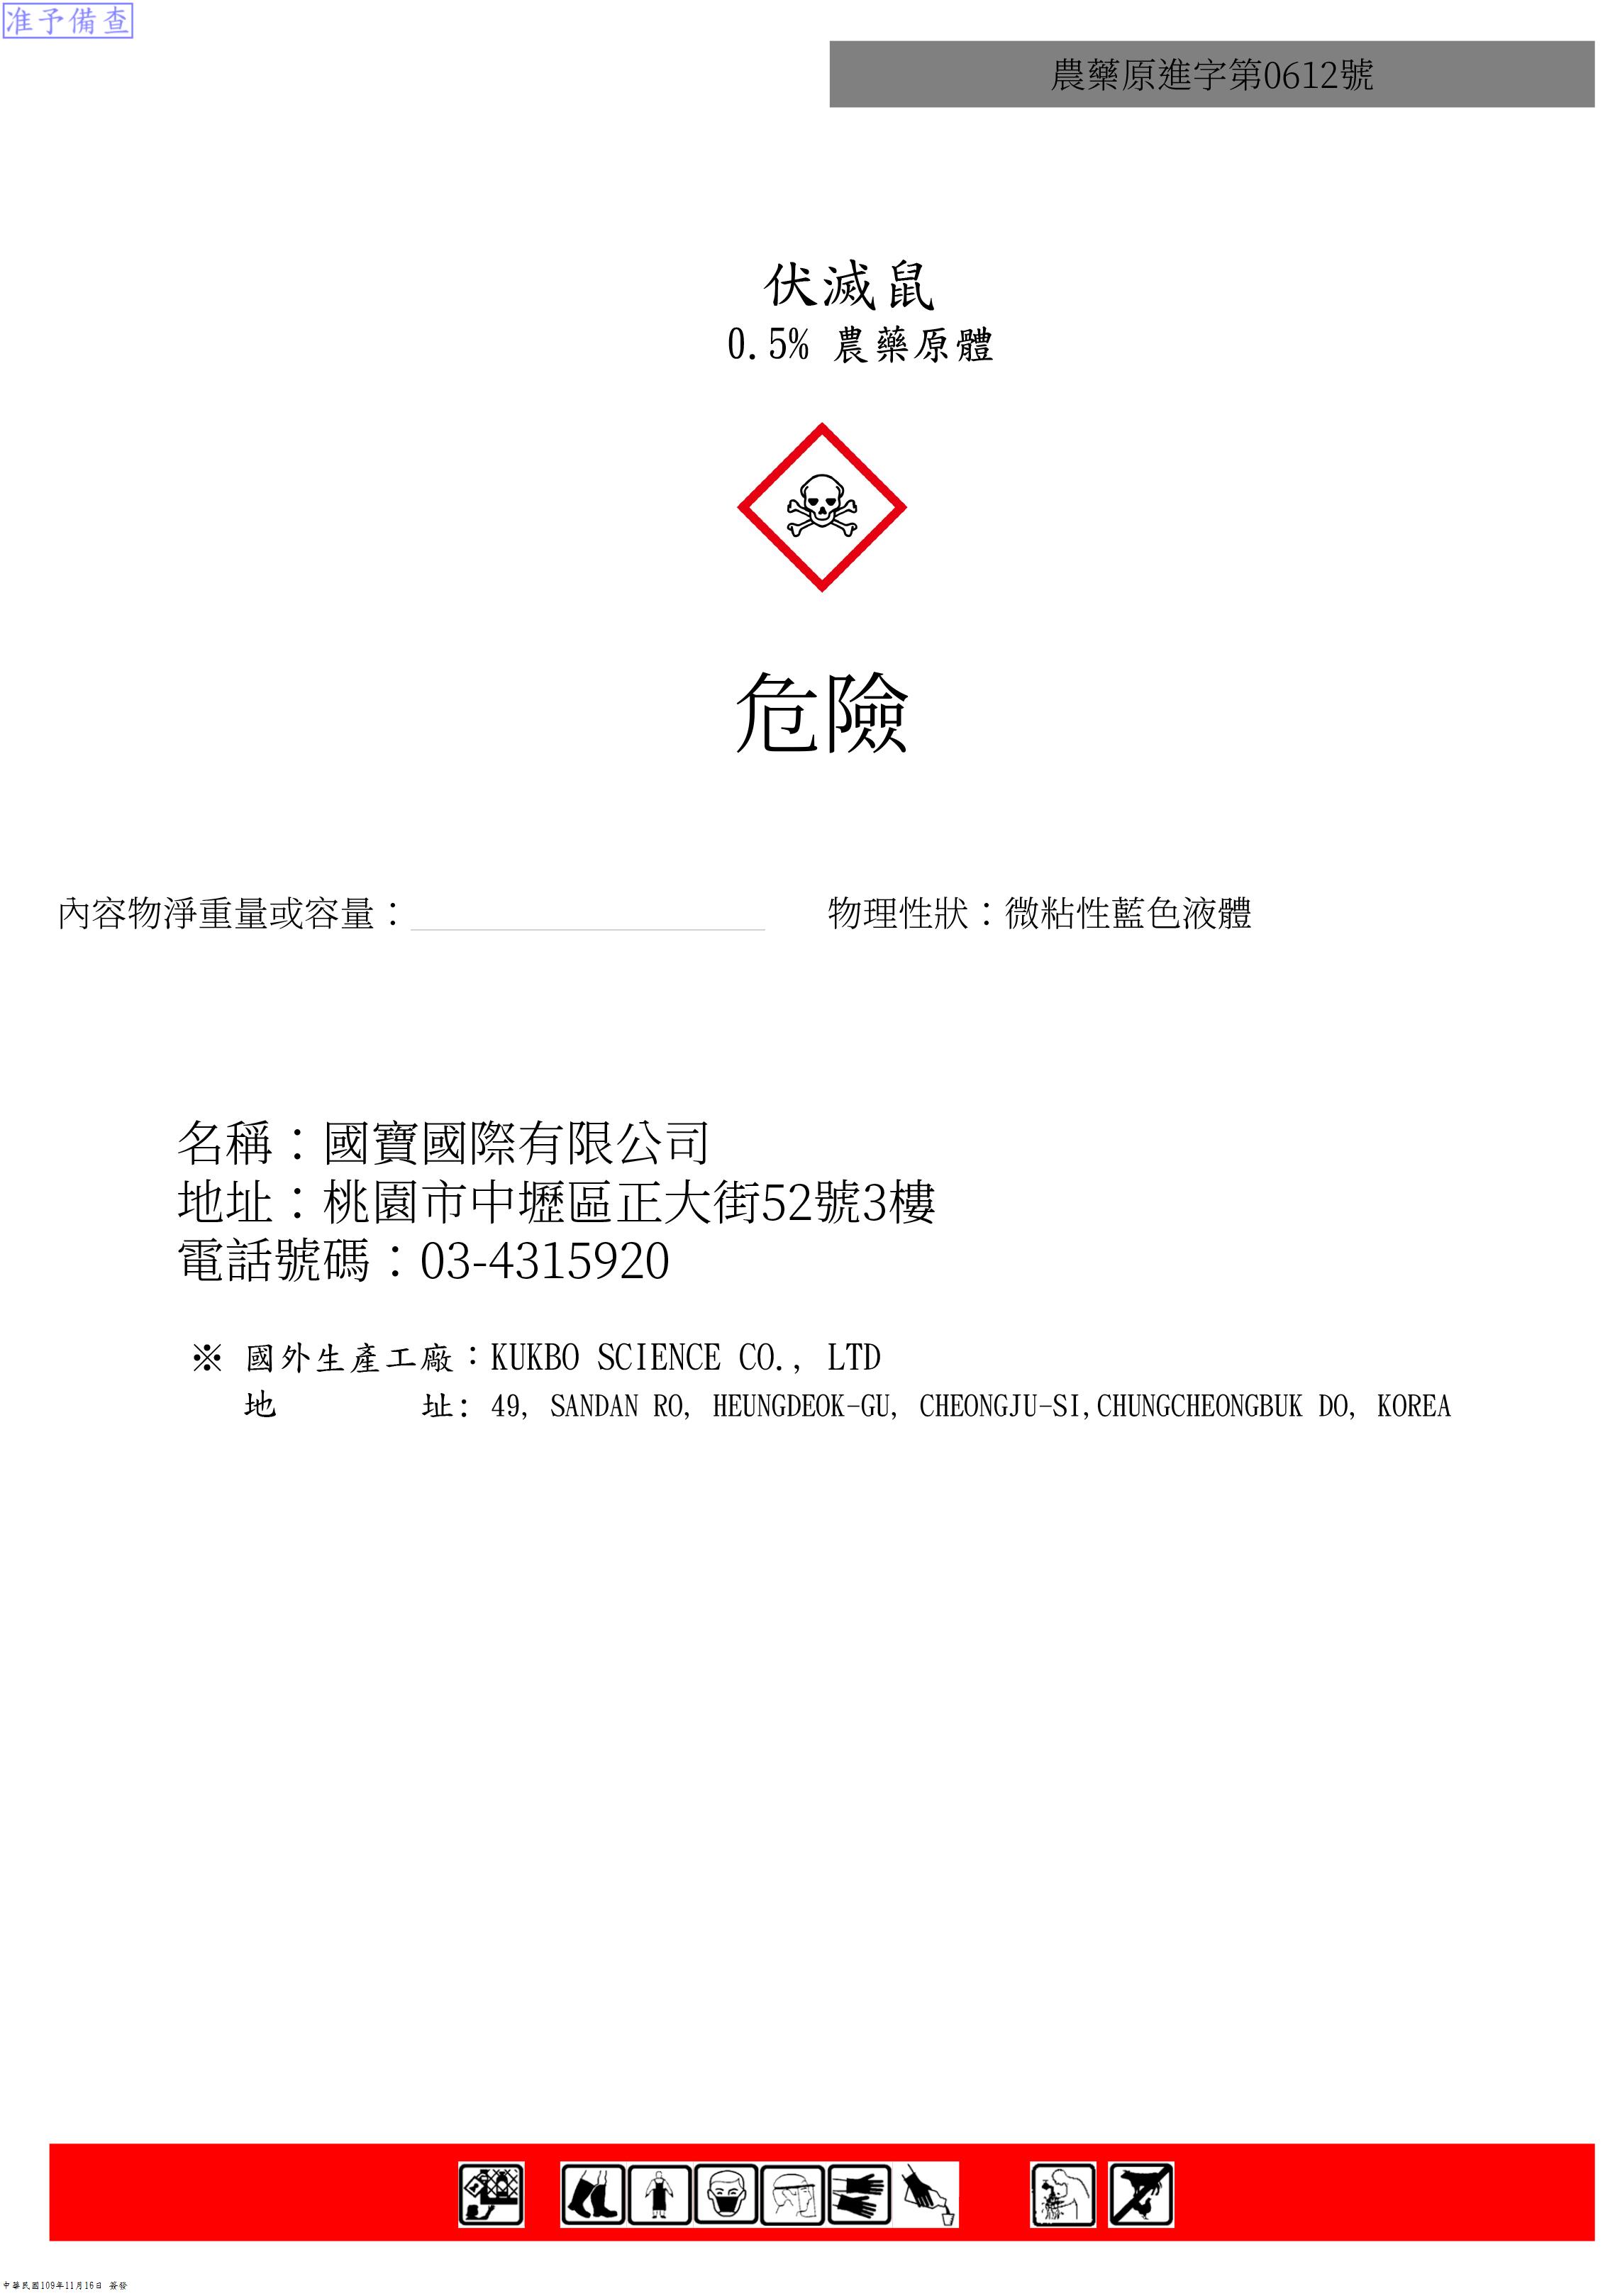 准予備查
農藥原進字第0612號
伏滅鼠
0.5% 農藥原體
危險
內容物淨重量或容量： 物理性狀：微粘性藍色液體
名稱：國寶國際有限公司
地址：桃園市中壢區正大街52號3樓
電話號碼：03-4315920
※ 國外生產工廠：KUKBO SCIENCE CO., LTD
地 址: 49, SANDAN RO, HEUNGDEOK-GU, CHEONGJU-SI,CHUNGCHEONGBUK DO, KOREA
中華民國109年11月16日 簽發